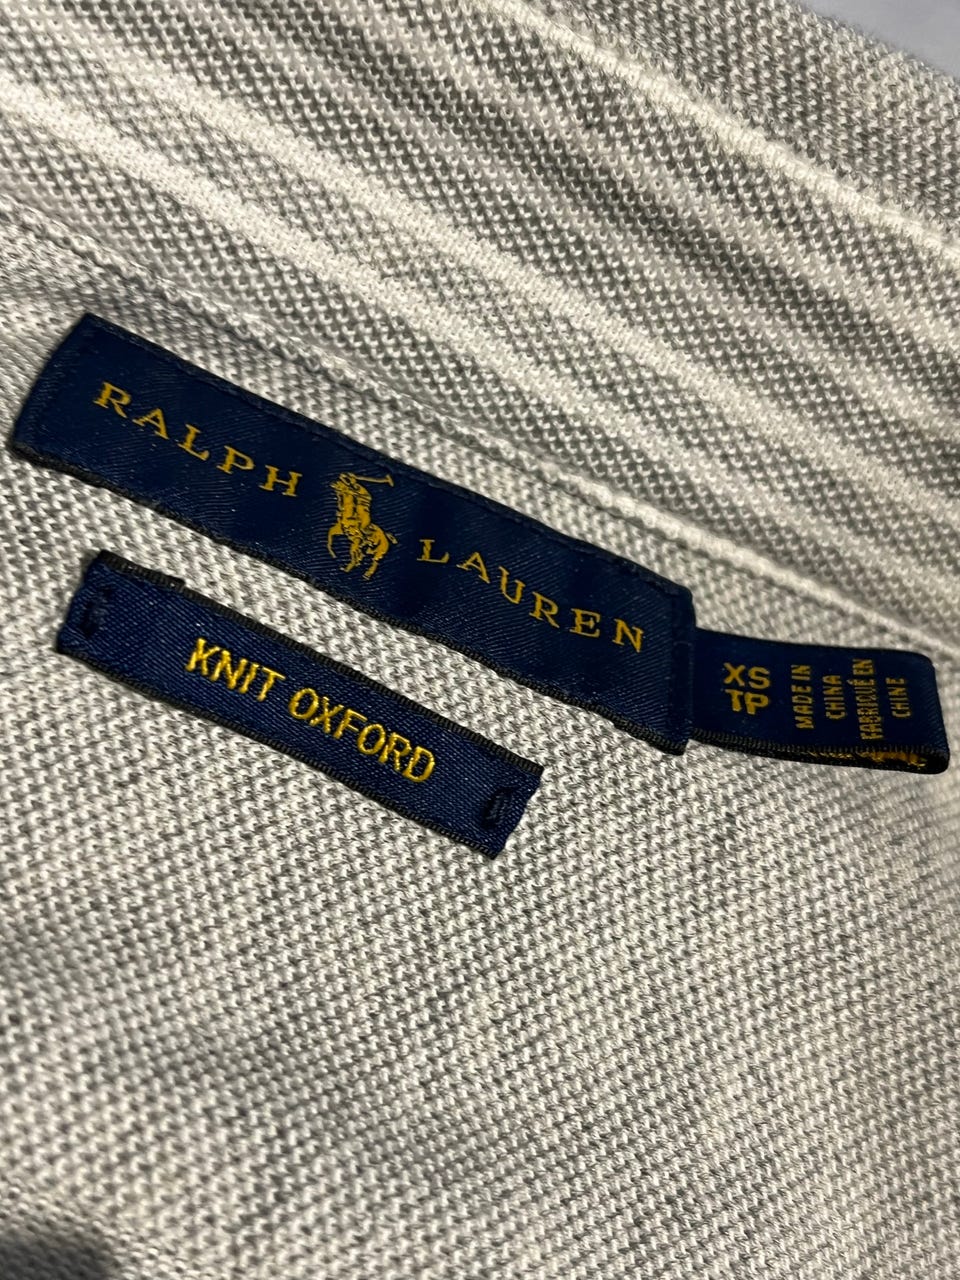 RALPH LAUREN
XS
TP
MADE IN
CHINA
FABRIQUÉ EN
CHINE
KNIT OXFORD